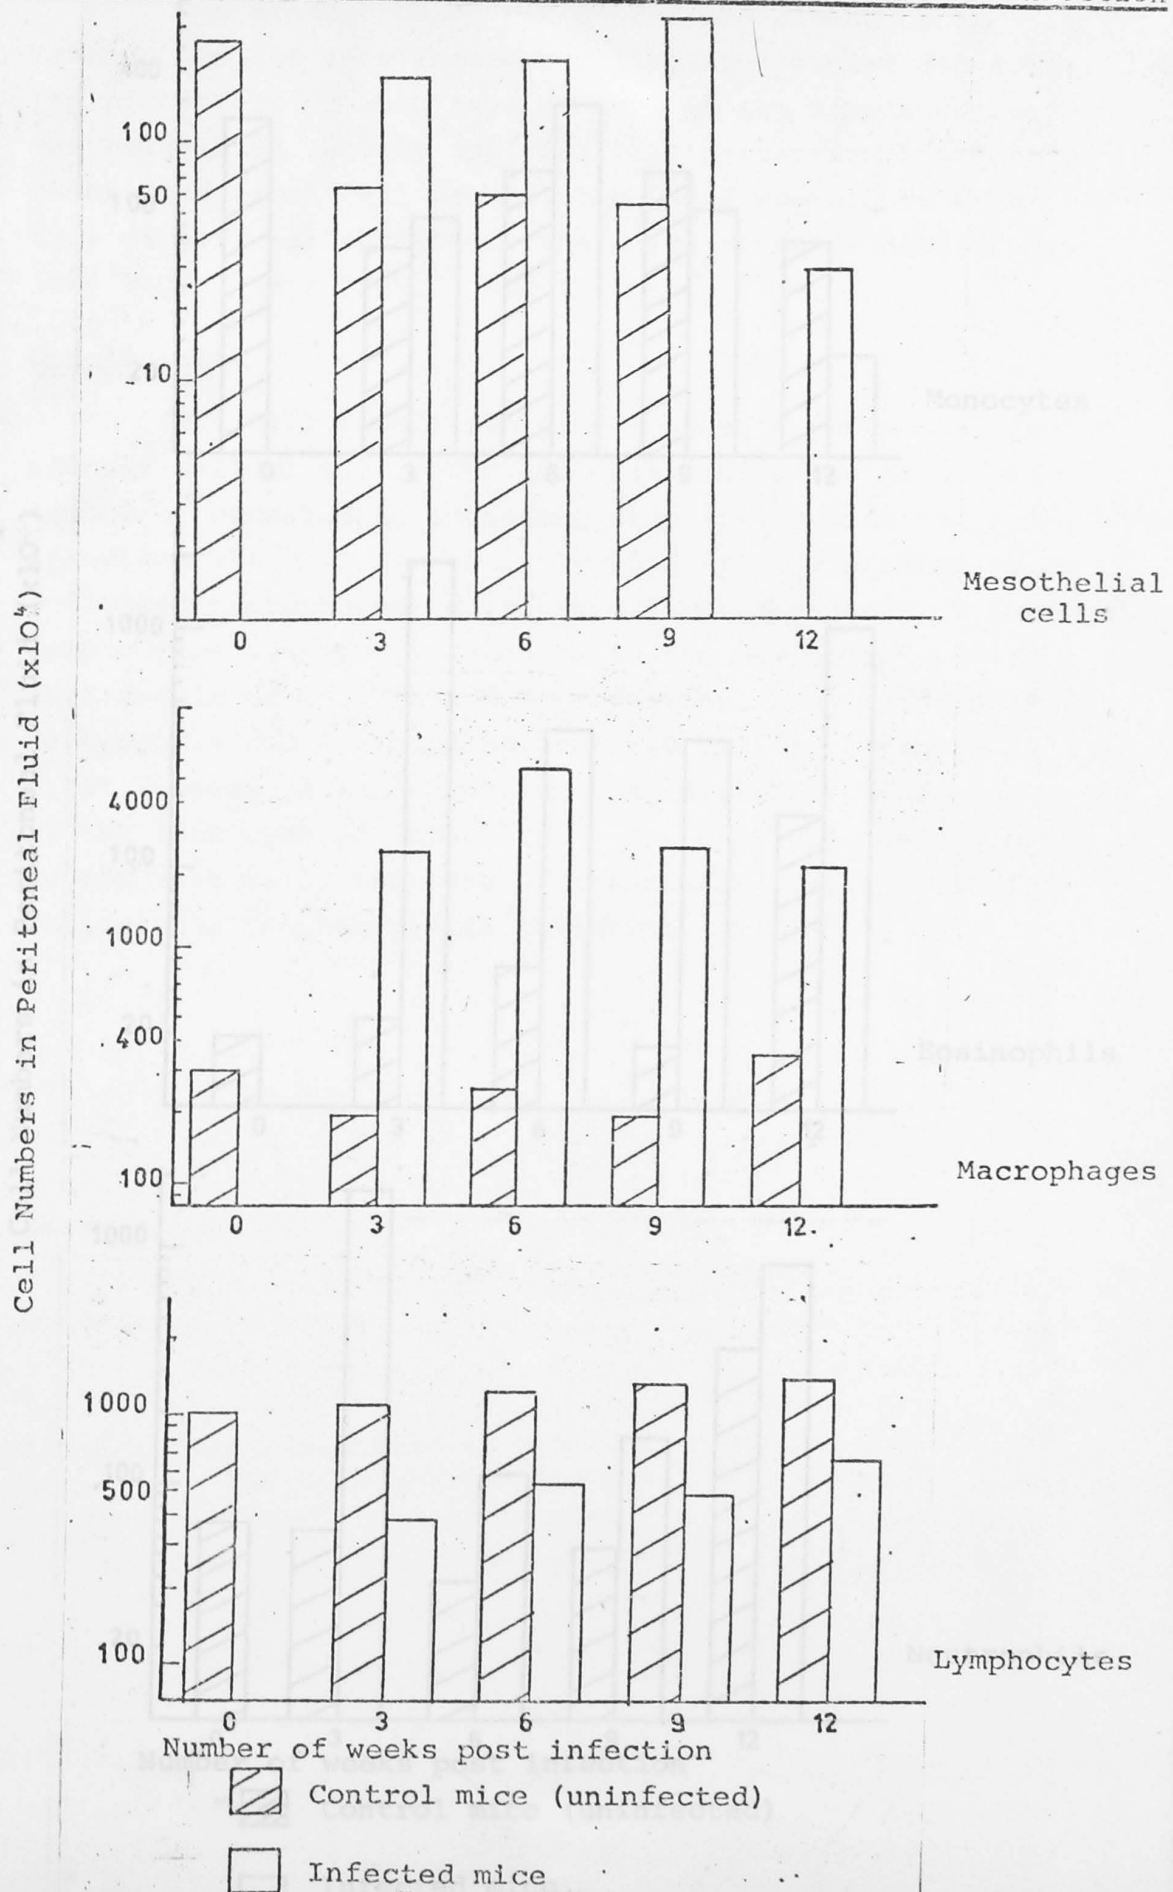 100
50
10
0 3 6 9 12
Mesothelial
cells
Cell Numbers in Peritoneal Fluid (x10⁴)
4000
1000
400
100
0 3 6 9 12.
Macrophages
1000
500
100
0 3 6 9 12
Lymphocytes
Number of weeks post infection
Control mice (uninfected)
Infected mice